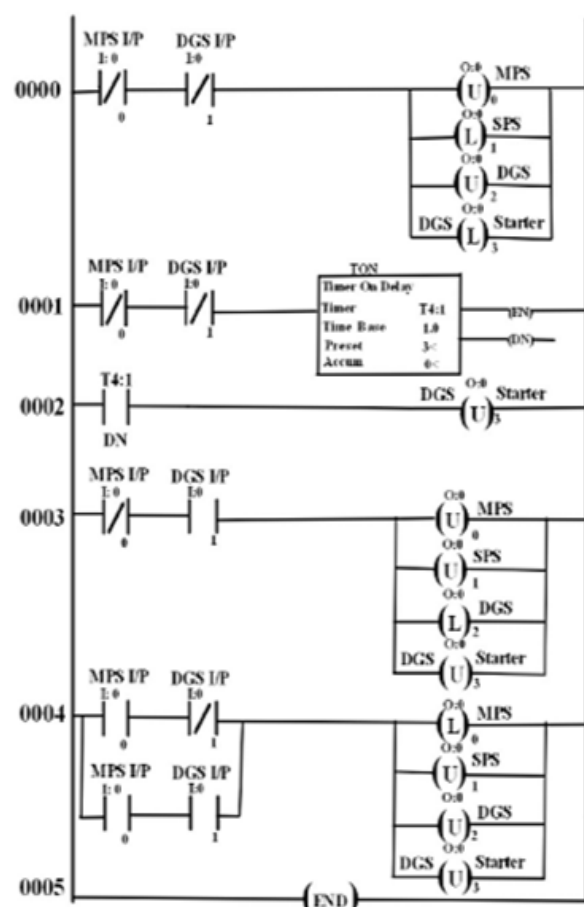 MPS I/P DGS I/P
I: 0 I:0
0000
0 1
O:0
U MPS
0
O:0
L SPS
1
O:0
U DGS
2
O:0
DGS L Starter
3
MPS I/P DGS I/P
I: 0 I:0
0001
0 1
TON
Timer On Delay
Timer T4:1
Time Base 1.0
Preset 3<
Accum 0<
(EN)
(DN)
T4:1
0002
DN
O:0
DGS U Starter
3
MPS I/P DGS I/P
I: 0 I:0
0003
0 1
O:0
U MPS
0
O:0
U SPS
1
O:0
L DGS
2
O:0
DGS U Starter
3
MPS I/P DGS I/P
I: 0 I:0
0004
0 1
MPS I/P DGS I/P
I: 0 I:0
0 1
O:0
L MPS
0
O:0
U SPS
1
O:0
U DGS
2
O:0
DGS U Starter
3
0005
END